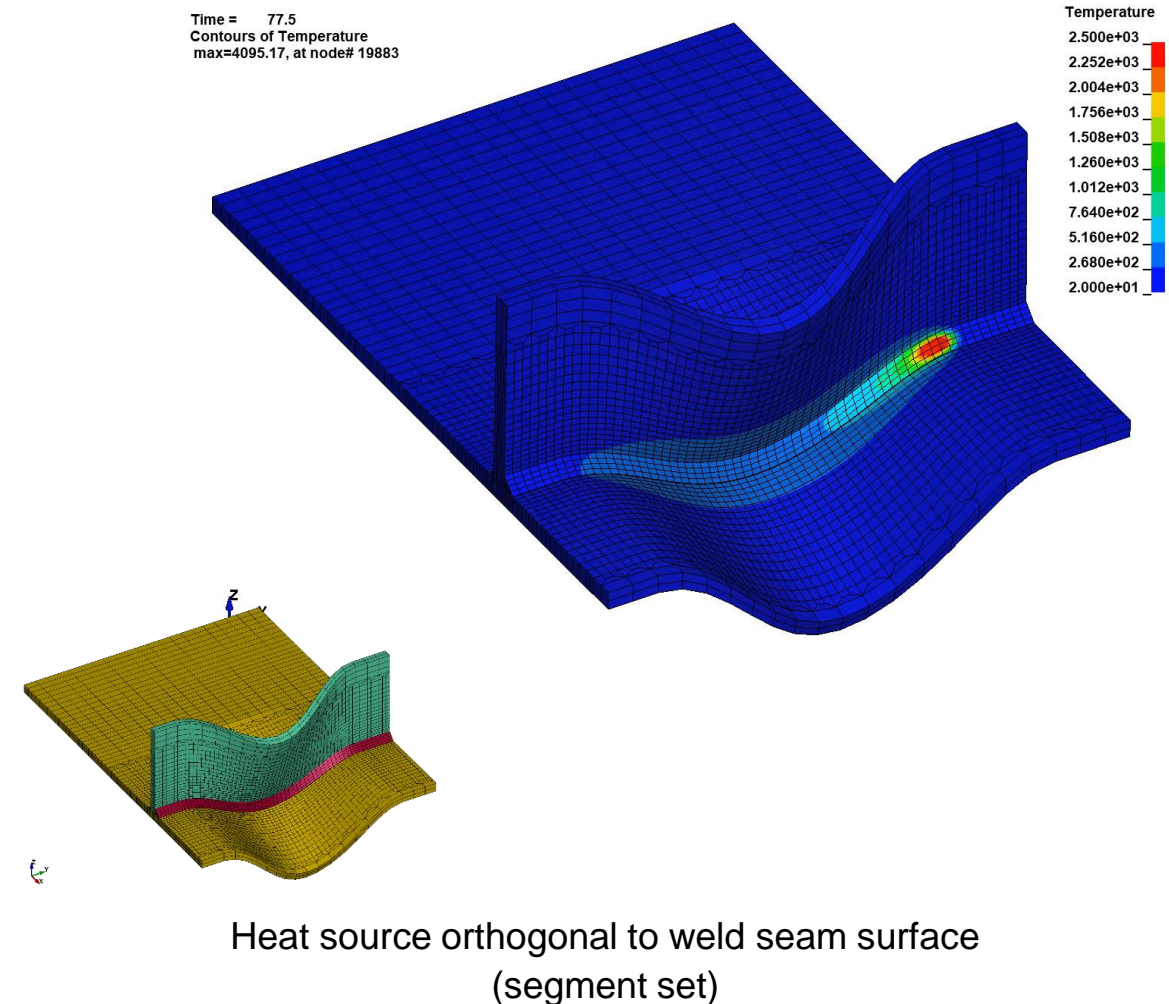 Time = 77.5
Contours of Temperature
max=4095.17, at node# 19883
Temperature
2.500e+03
2.252e+03
2.004e+03
1.756e+03
1.508e+03
1.260e+03
1.012e+03
7.640e+02
5.160e+02
2.680e+02
2.000e+01
Z
Y
Z
Y
X
Heat source orthogonal to weld seam surface
(segment set)